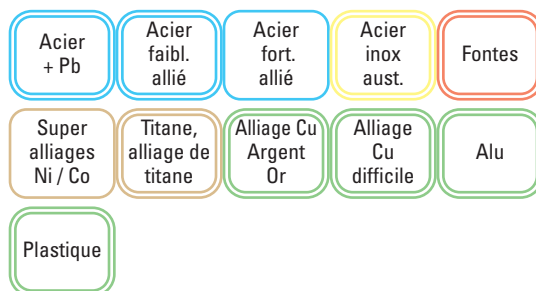 Acier
+ Pb
Acier
faibl.
allié
Acier
fort.
allié
Acier
inox
aust.
Fontes
Super
alliages
Ni / Co
Titane,
alliage de
titane
Alliage Cu
Argent
Or
Alliage
Cu
difficile
Alu
Plastique